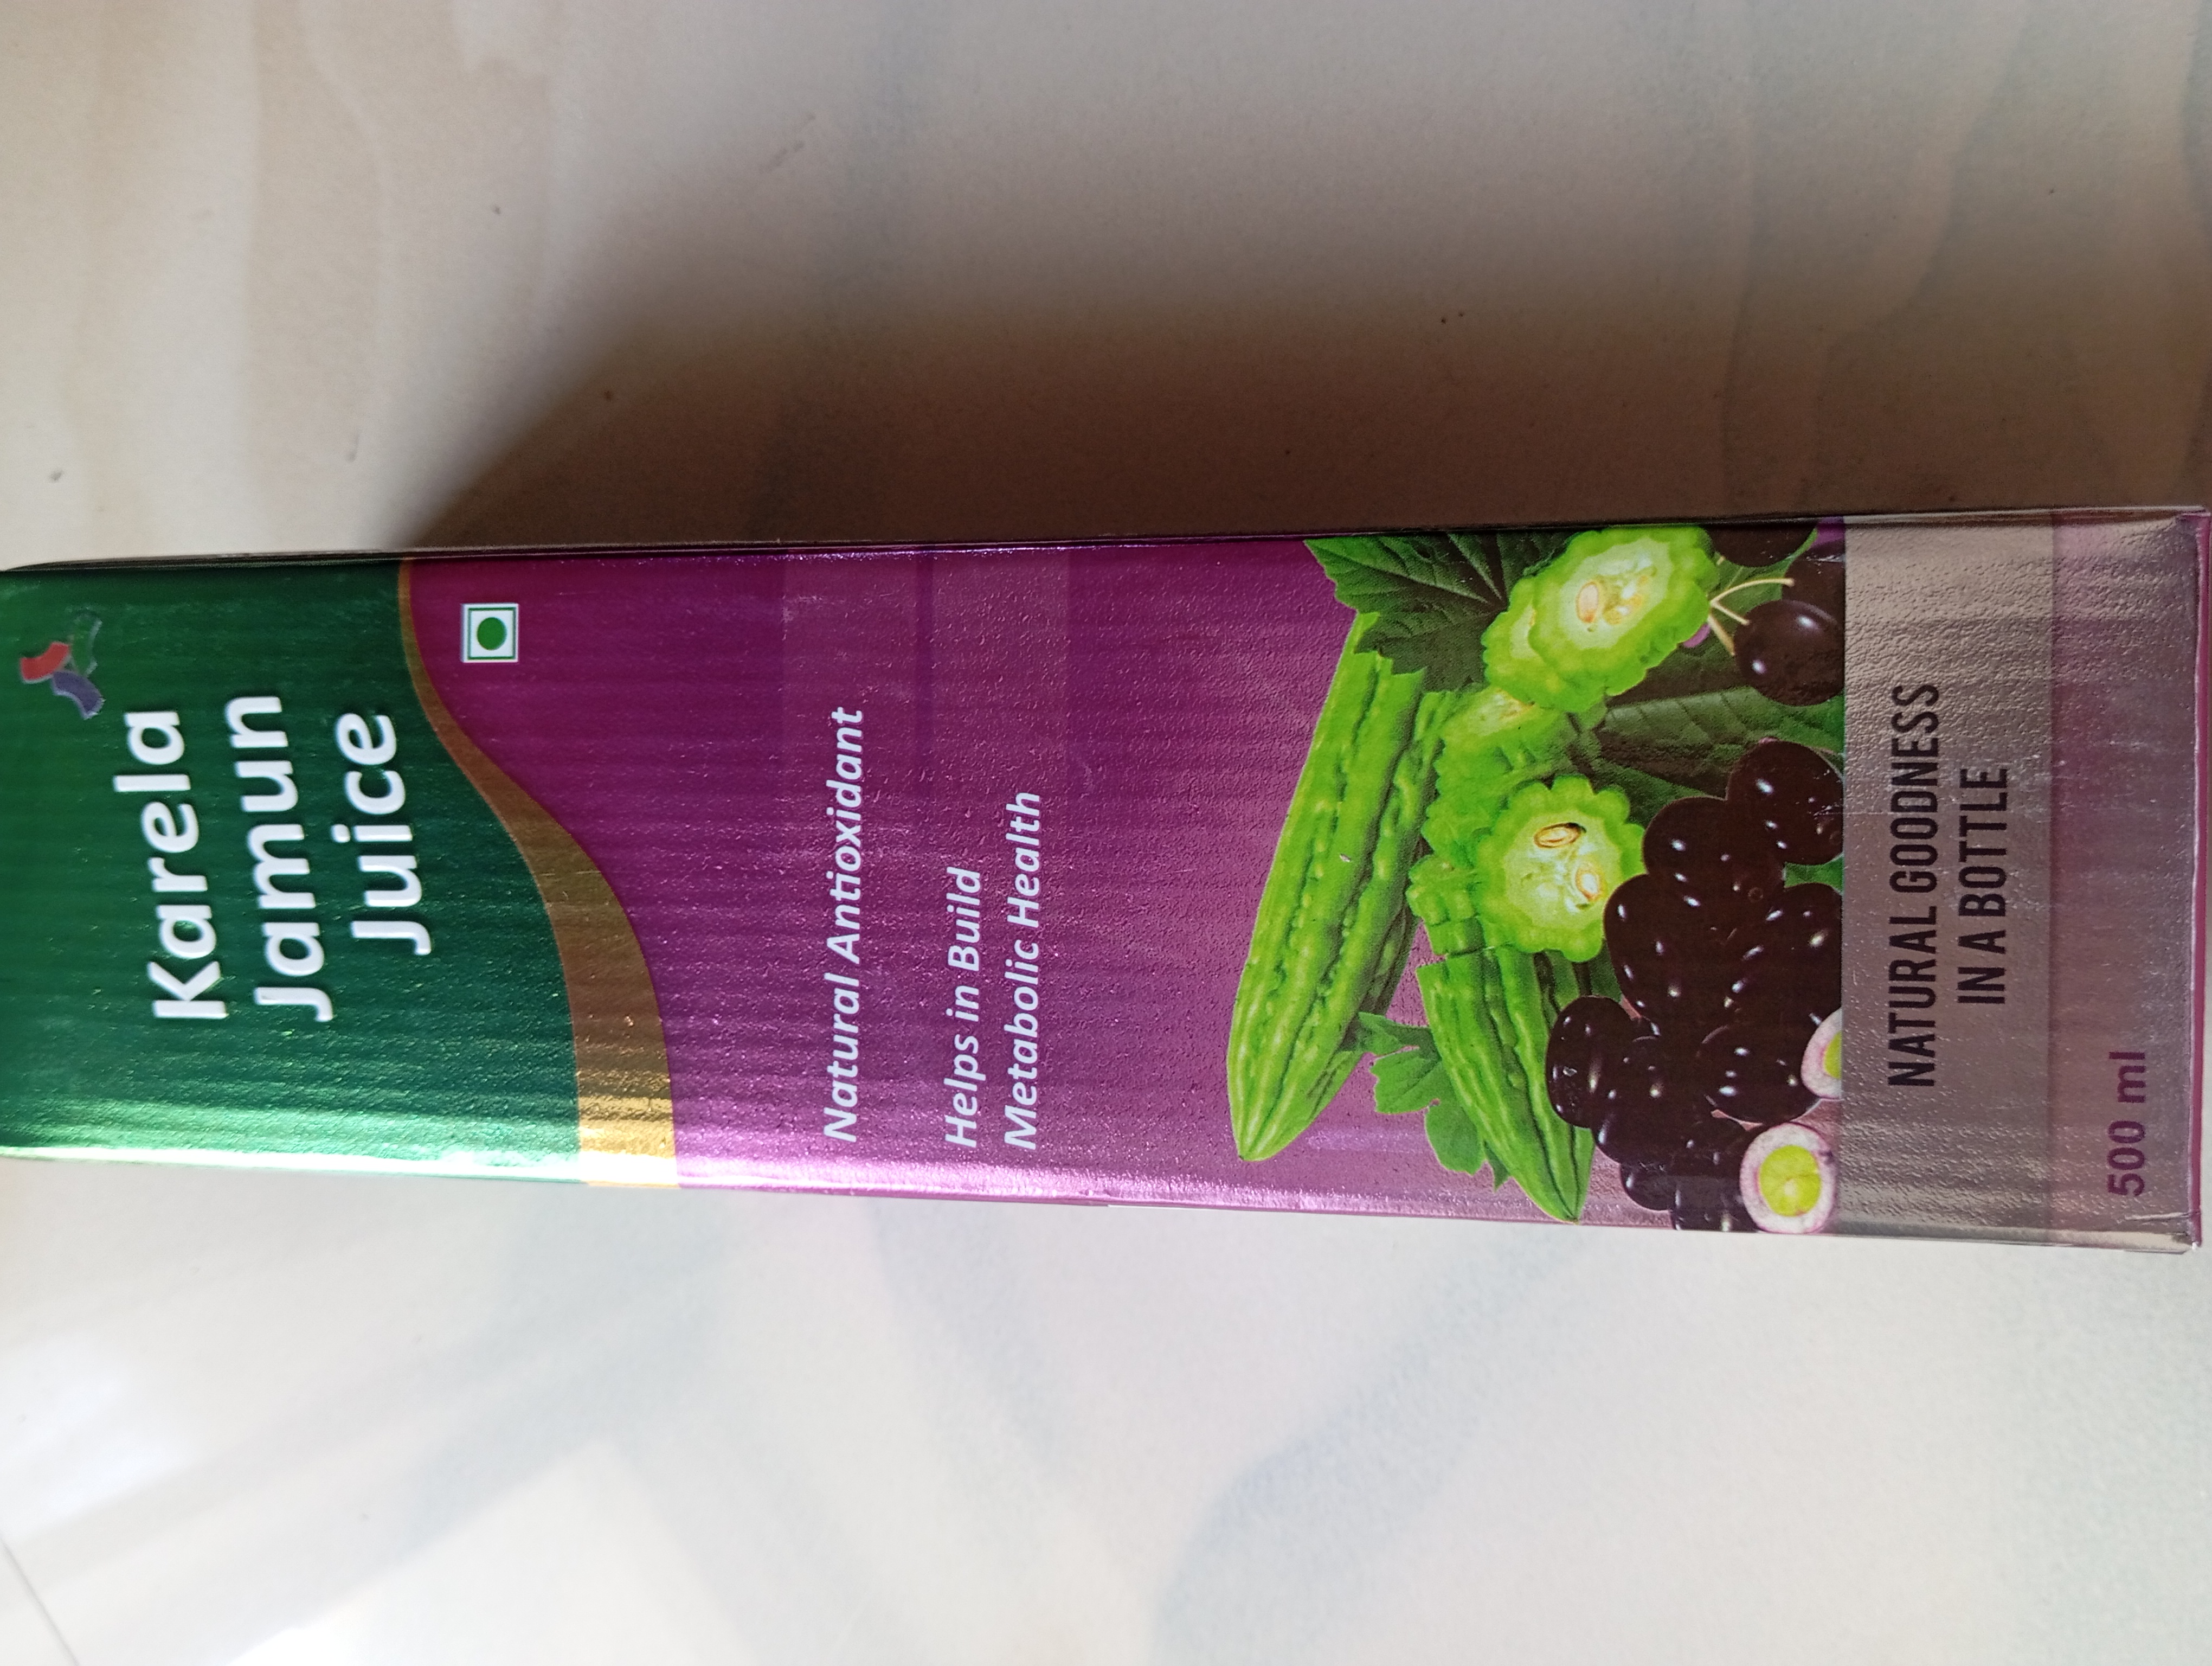 Karela
Jamun
Juice
Natural Antioxidant
Helps in Build
Metabolic Health
NATURAL GOODNESS
IN A BOTTLE
500 ml